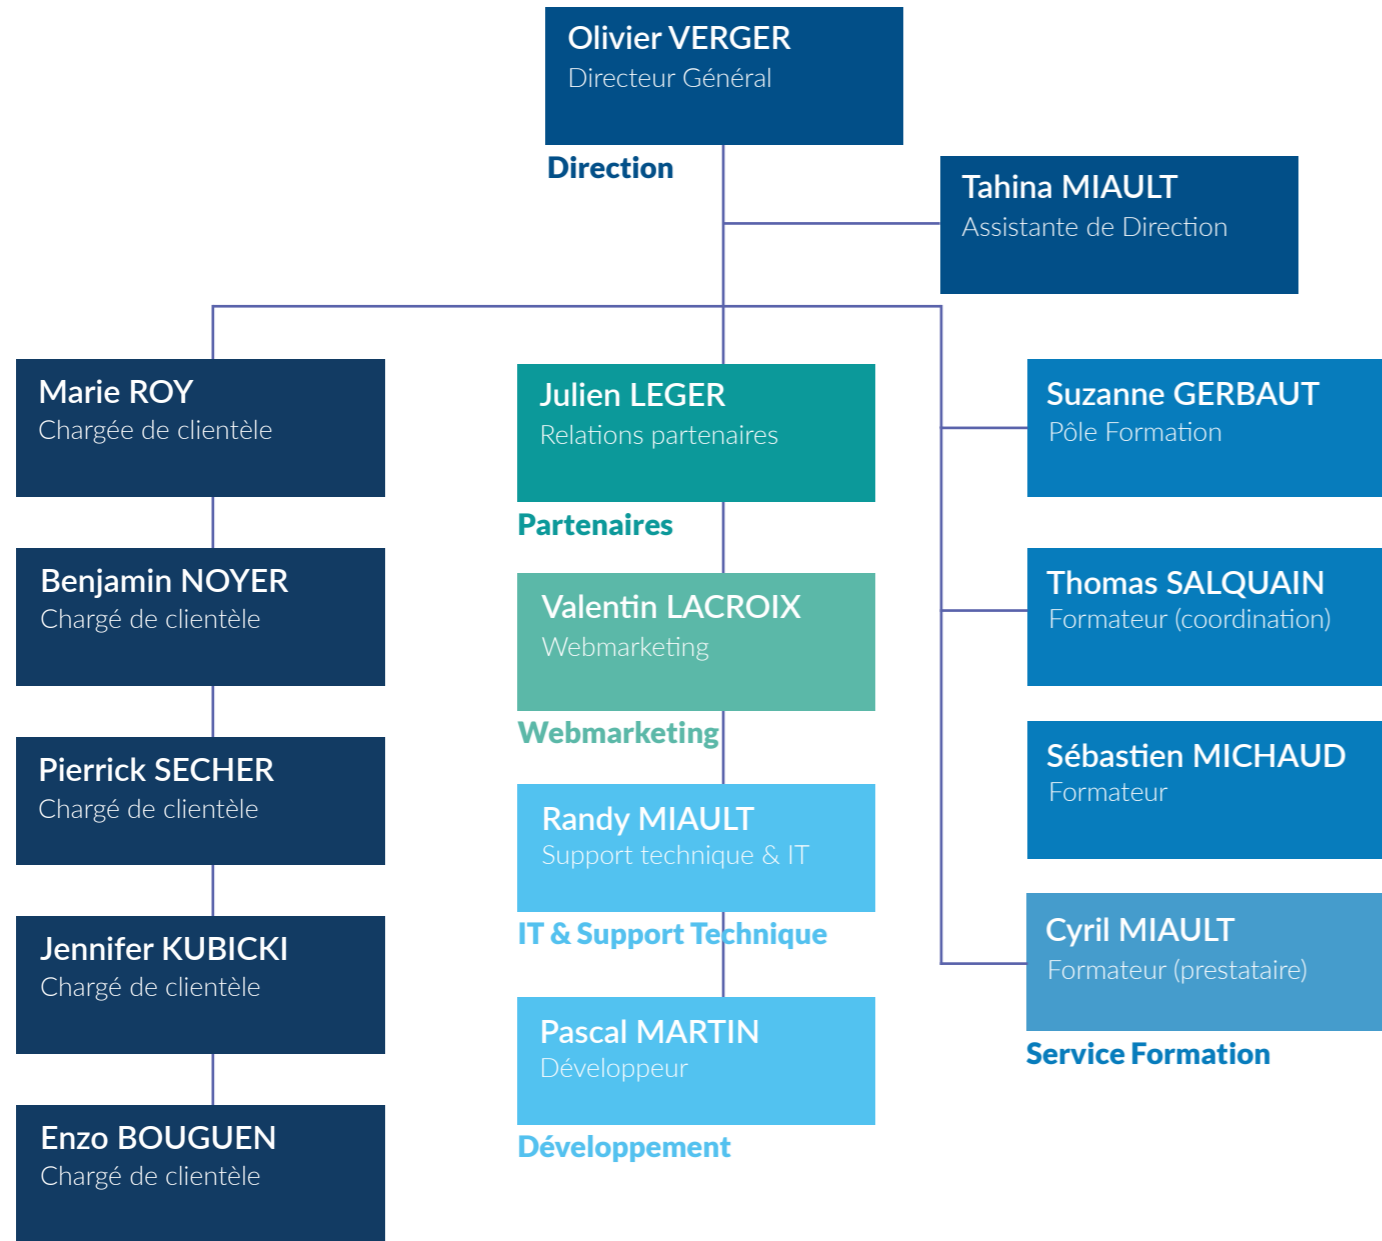 Olivier VERGER
Directeur Général
Direction
Tahina MIAULT
Assistante de Direction
Marie ROY
Chargée de clientèle
Benjamin NOYER
Chargé de clientèle
Pierrick SECHER
Chargé de clientèle
Jennifer KUBICKI
Chargé de clientèle
Enzo BOUGUEN
Chargé de clientèle
Julien LEGER
Relations partenaires
Partenaires
Valentin LACROIX
Webmarketing
Webmarketing
Randy MIAULT
Support technique & IT
IT & Support Technique
Pascal MARTIN
Développeur
Développement
Suzanne GERBAUT
Pôle Formation
Thomas SALQUAIN
Formateur (coordination)
Sébastien MICHAUD
Formateur
Cyril MIAULT
Formateur (prestataire)
Service Formation